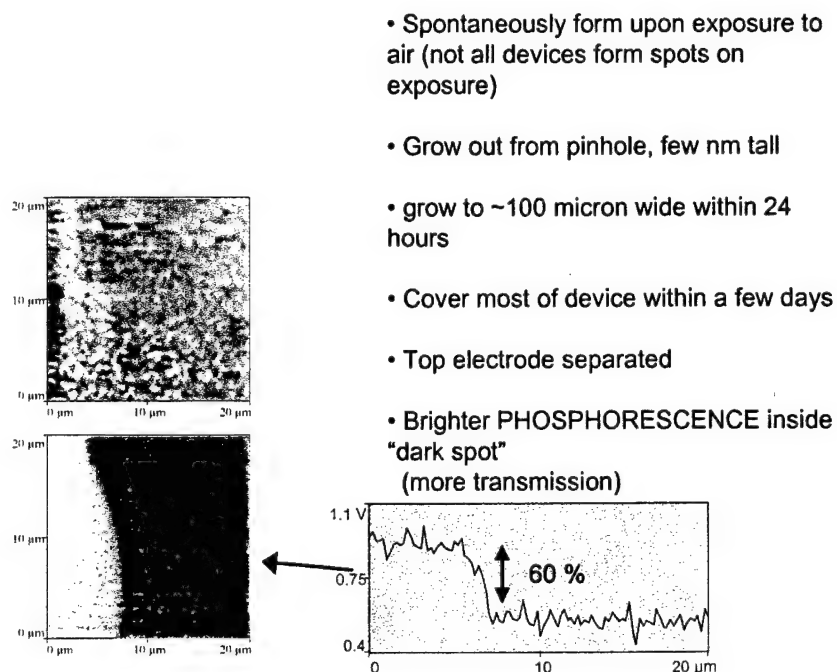 • Spontaneously form upon exposure to
air (not all devices form spots on
exposure)
• Grow out from pinhole, few nm tall
• grow to ~100 micron wide within 24
hours
• Cover most of device within a few days
• Top electrode separated
• Brighter PHOSPHORESCENCE inside
"dark spot"
(more transmission)
20 µm
10 µm
0 µm
0 µm 10 µm 20 µm
20 µm
10 µm
0 µm
0 µm 10 µm 20 µm
1.1 V
0.75
0.4
60 %
0 10 20 µm